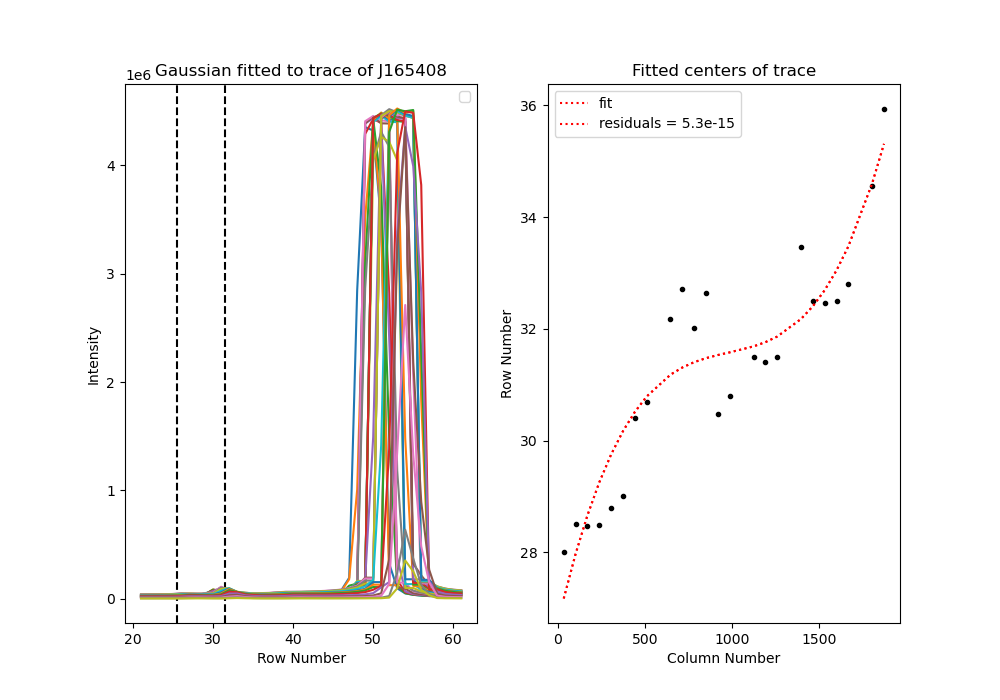 Gaussian fitted to trace of J165408
1e6
Intensity
4
3
2
1
0
20
30
40
50
60
Row Number
Fitted centers of trace
fit
residuals = 5.3e-15
Row Number
36
34
32
30
28
0
500
1000
1500
Column Number